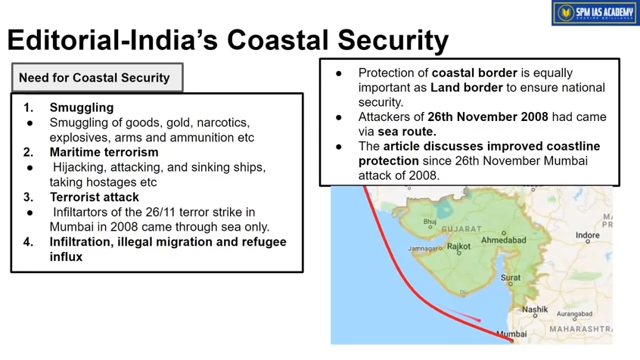 SPM IAS ACADEMY
Editorial-India's Coastal Security
Need for Coastal Security
1. Smuggling
● Smuggling of goods, gold, narcotics,
explosives, arms and ammunition etc
2. Maritime terrorism
● Hijacking, attacking, and sinking ships,
taking hostages etc
3. Terrorist attack
● Infiltartors of the 26/11 terror strike in
Mumbai in 2008 came through sea only.
4. Infiltration, illegal migration and refugee
influx
● Protection of coastal border is equally
important as Land border to ensure national
security.
● Attackers of 26th November 2008 had came
via sea route.
● The article discusses improved coastline
protection since 26th November Mumbai
attack of 2008.
Bhuj
GUJARAT
Jamnagar
Rajkot
Ahmedabad
Indore
Surat
Nashik
Aurangabad
Mumbai
MAHARASHTR